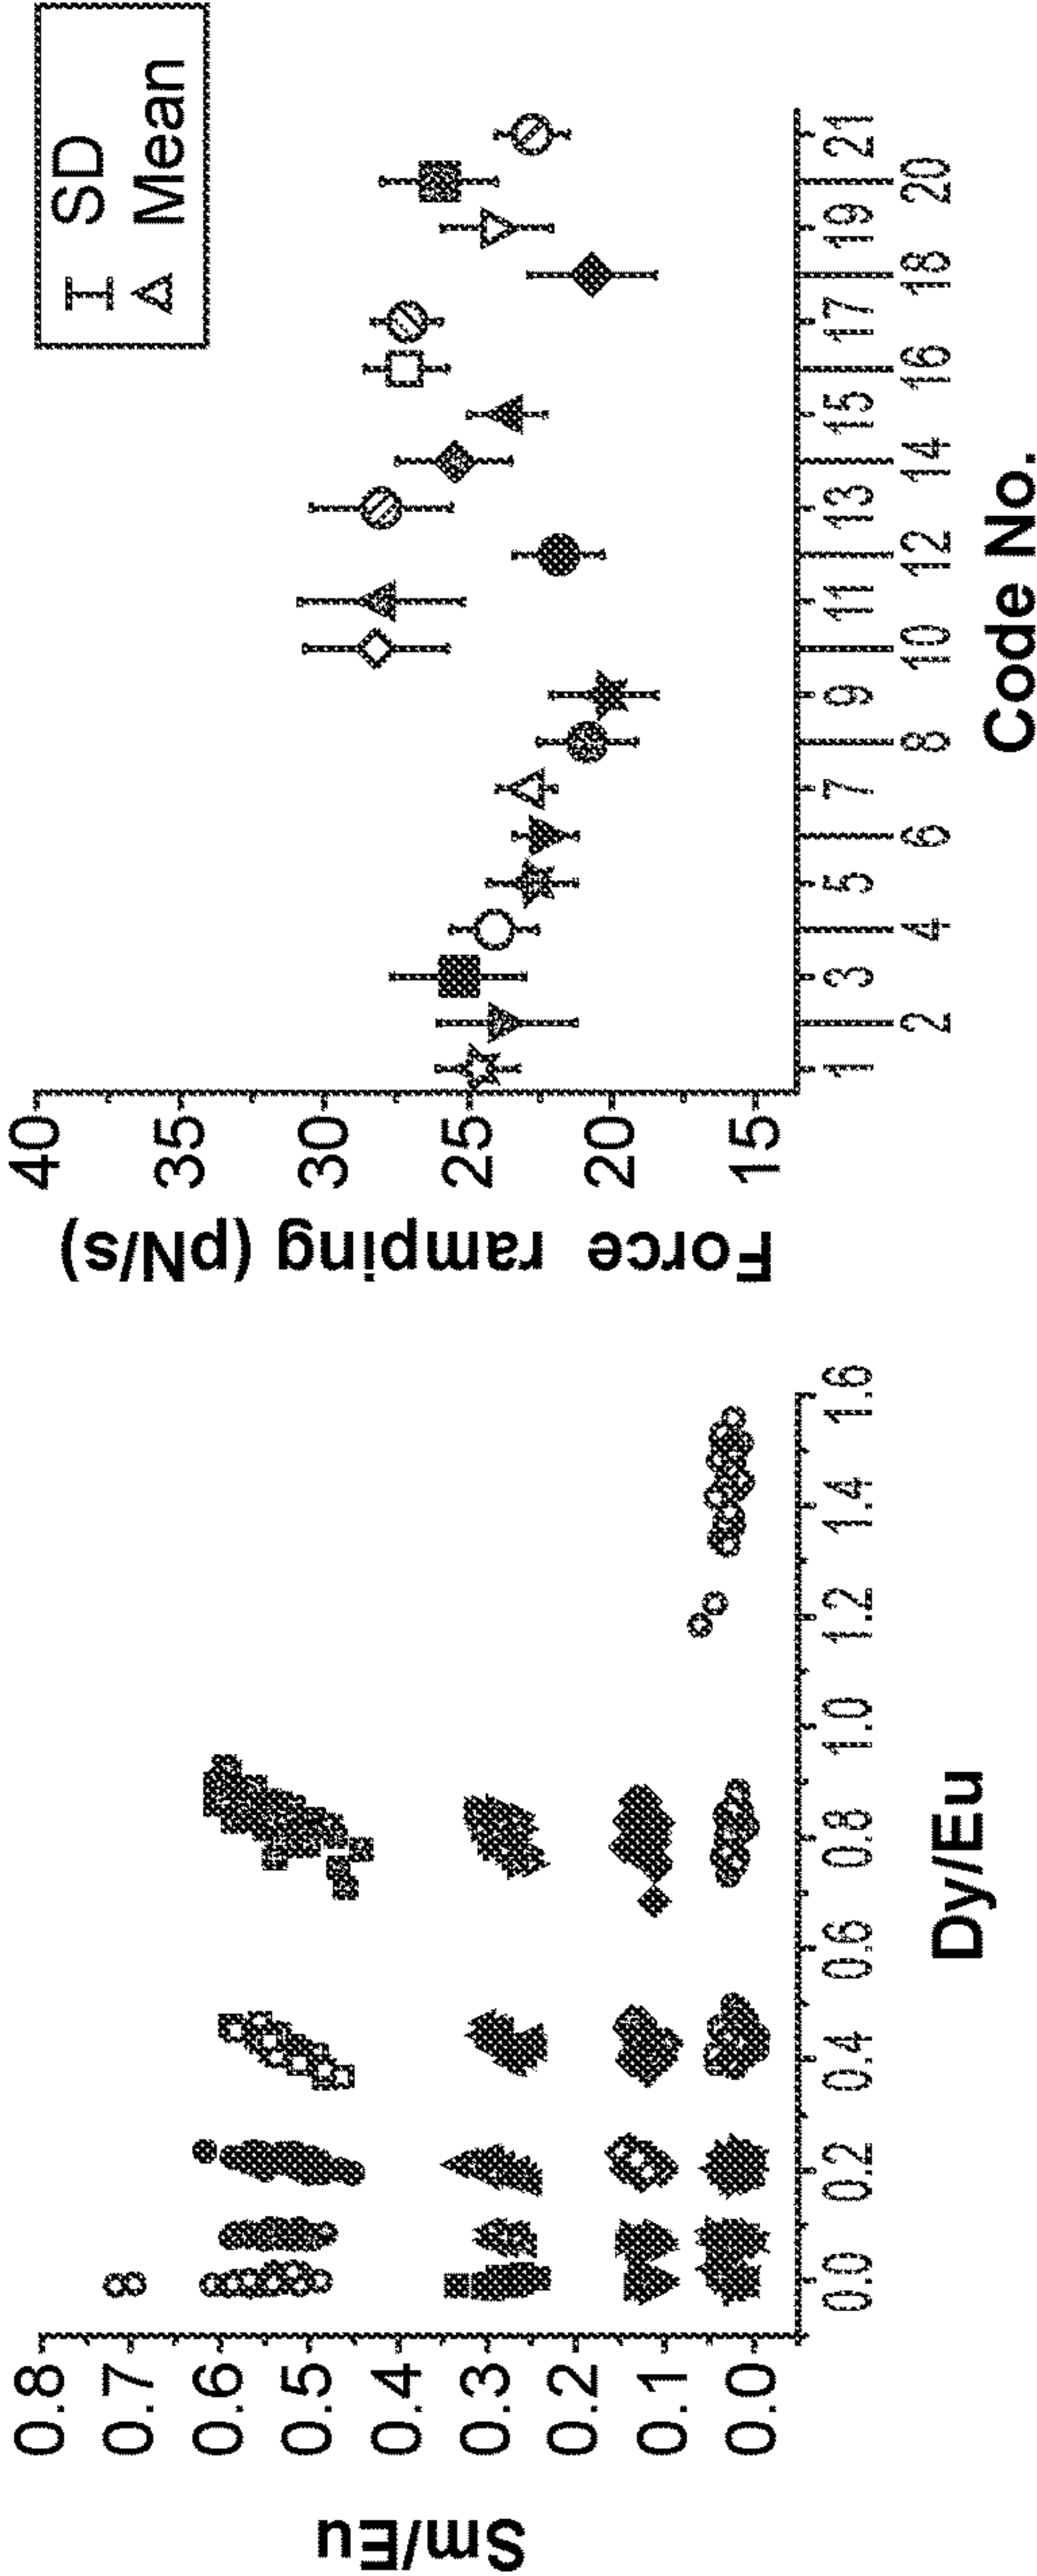 0.8
0.7
0.6
0.5
0.4
0.3
0.2
0.1
0.0
Sm/Eu
0.0 0.2 0.4 0.6 0.8 1.0 1.2 1.4 1.6
Dy/Eu
SD
Mean
40
35
30
25
20
15
Force ramping (pN/s)
1 3 5 7 9 11 13 15 17 19 21
2 4 6 8 10 12 14 16 18 20
Code No.